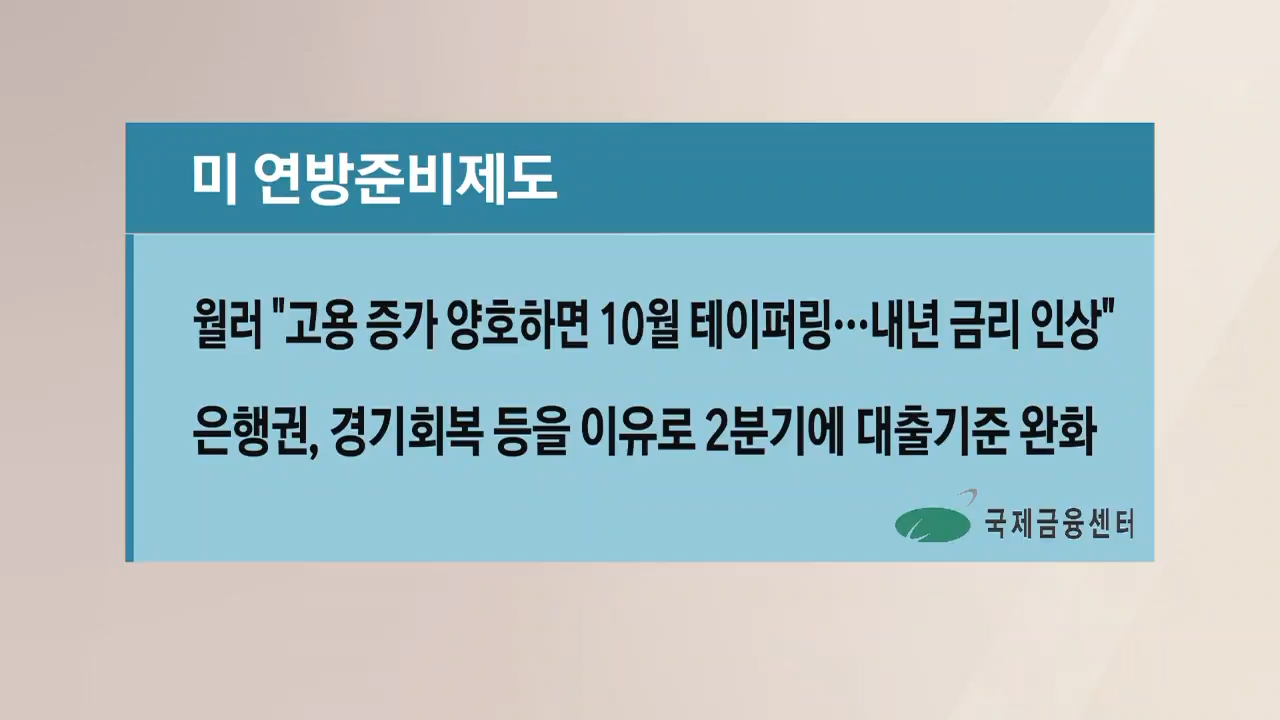 미 연방준비제도
월러 "고용 증가 양호하면 10월 테이퍼링…내년 금리 인상"
은행권, 경기회복 등을 이유로 2분기에 대출기준 완화
국제금융센터